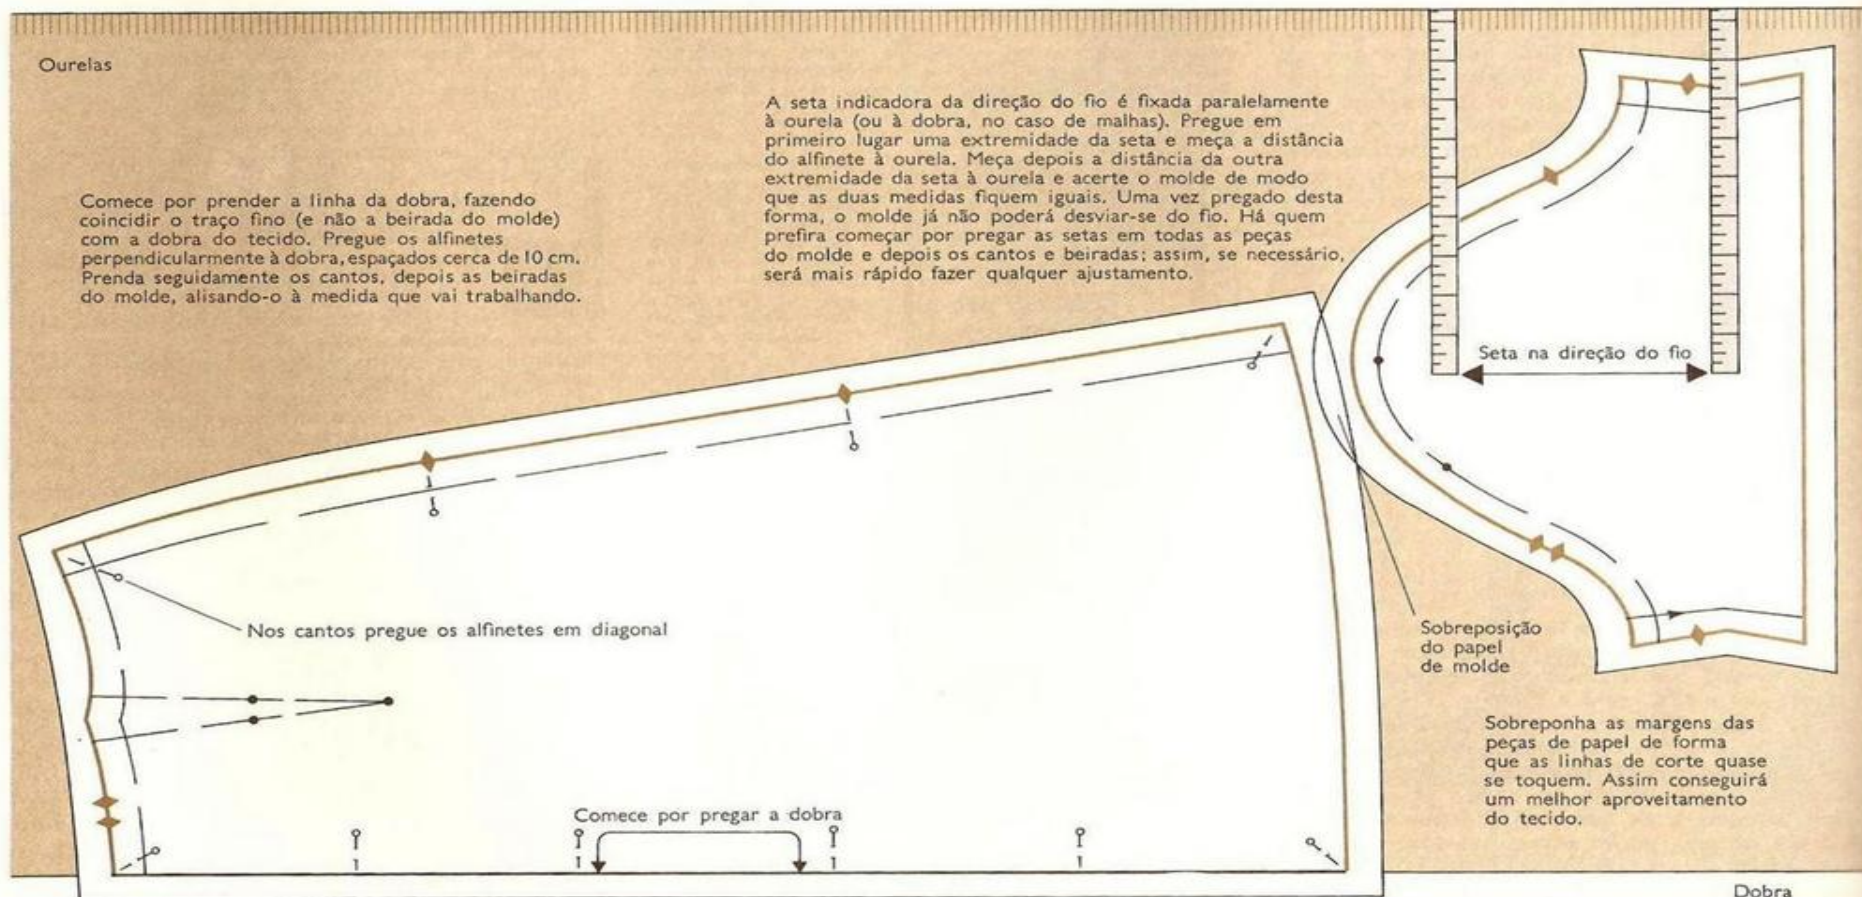 Ourelas
Comece por prender a linha da dobra, fazendo
coincidir o traço fino (e não a beirada do molde)
com a dobra do tecido. Pregue os alfinetes
perpendicularmente à dobra, espaçados cerca de 10 cm.
Prenda seguidamente os cantos, depois as beiradas
do molde, alisando-o à medida que vai trabalhando.
A seta indicadora da direção do fio é fixada paralelamente
à ourela (ou à dobra, no caso de malhas). Pregue em
primeiro lugar uma extremidade da seta e meça a distância
do alfinete à ourela. Meça depois a distância da outra
extremidade da seta à ourela e acerte o molde de modo
que as duas medidas fiquem iguais. Uma vez pregado desta
forma, o molde já não poderá desviar-se do fio. Há quem
prefira começar por pregar as setas em todas as peças
do molde e depois os cantos e beiradas; assim, se necessário,
será mais rápido fazer qualquer ajustamento.
Seta na direção do fio
Nos cantos pregue os alfinetes em diagonal
Sobreposição
do papel
de molde
Sobreponha as margens das
peças de papel de forma
que as linhas de corte quase
se toquem. Assim conseguirá
um melhor aproveitamento
do tecido.
Comece por pregar a dobra
Dobra